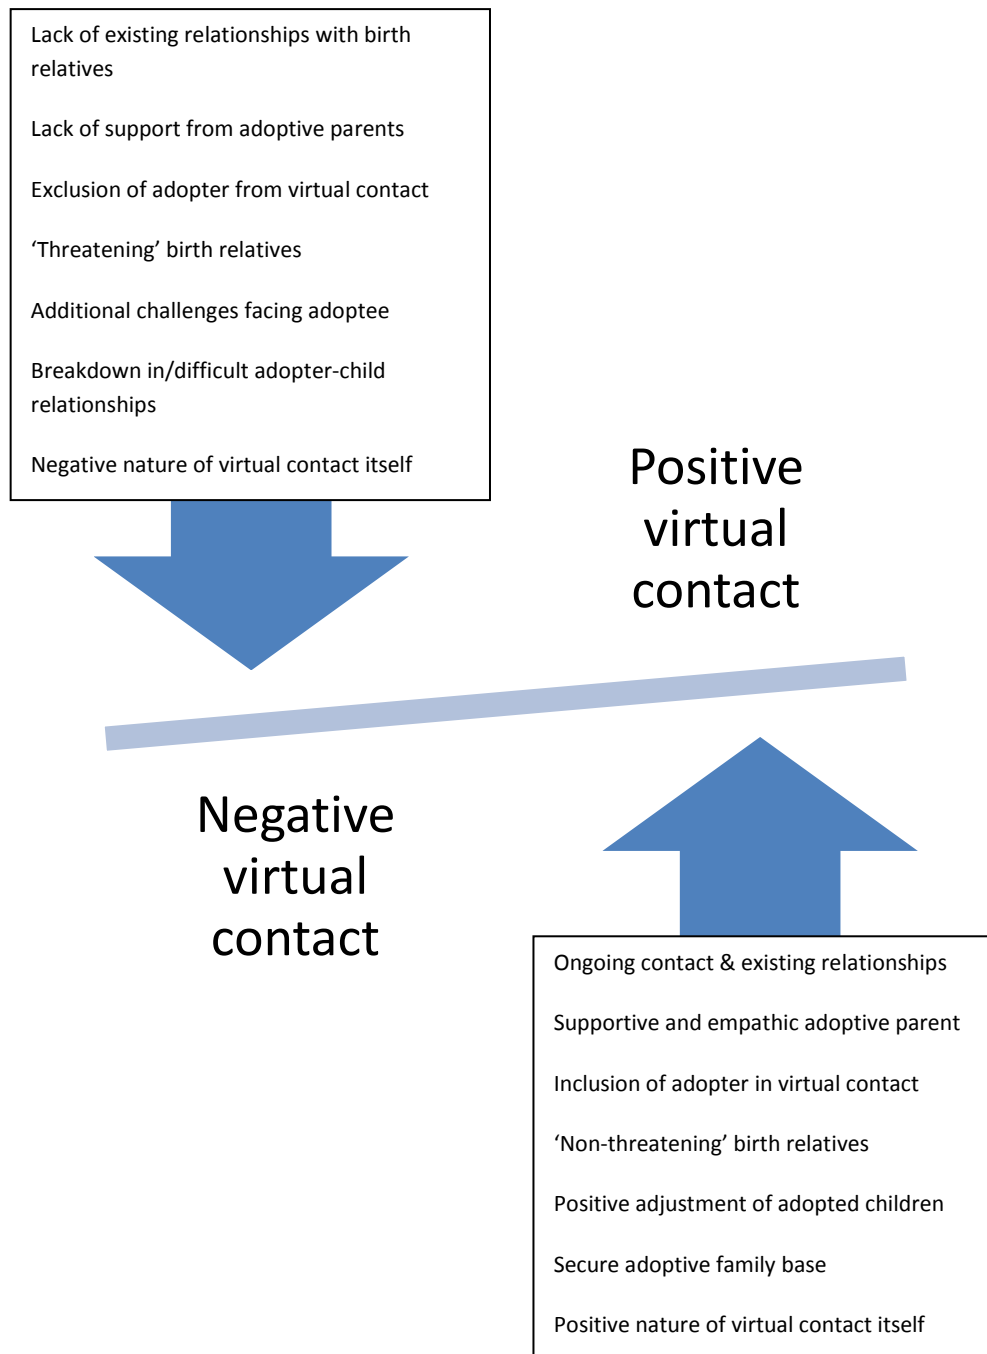 Lack of existing relationships with birth
relatives
Lack of support from adoptive parents
Exclusion of adopter from virtual contact
‘Threatening’ birth relatives
Additional challenges facing adoptee
Breakdown in/difficult adopter-child
relationships
Negative nature of virtual contact itself
Positive
virtual
contact
Negative
virtual
contact
Ongoing contact & existing relationships
Supportive and empathic adoptive parent
Inclusion of adopter in virtual contact
‘Non-threatening’ birth relatives
Positive adjustment of adopted children
Secure adoptive family base
Positive nature of virtual contact itself